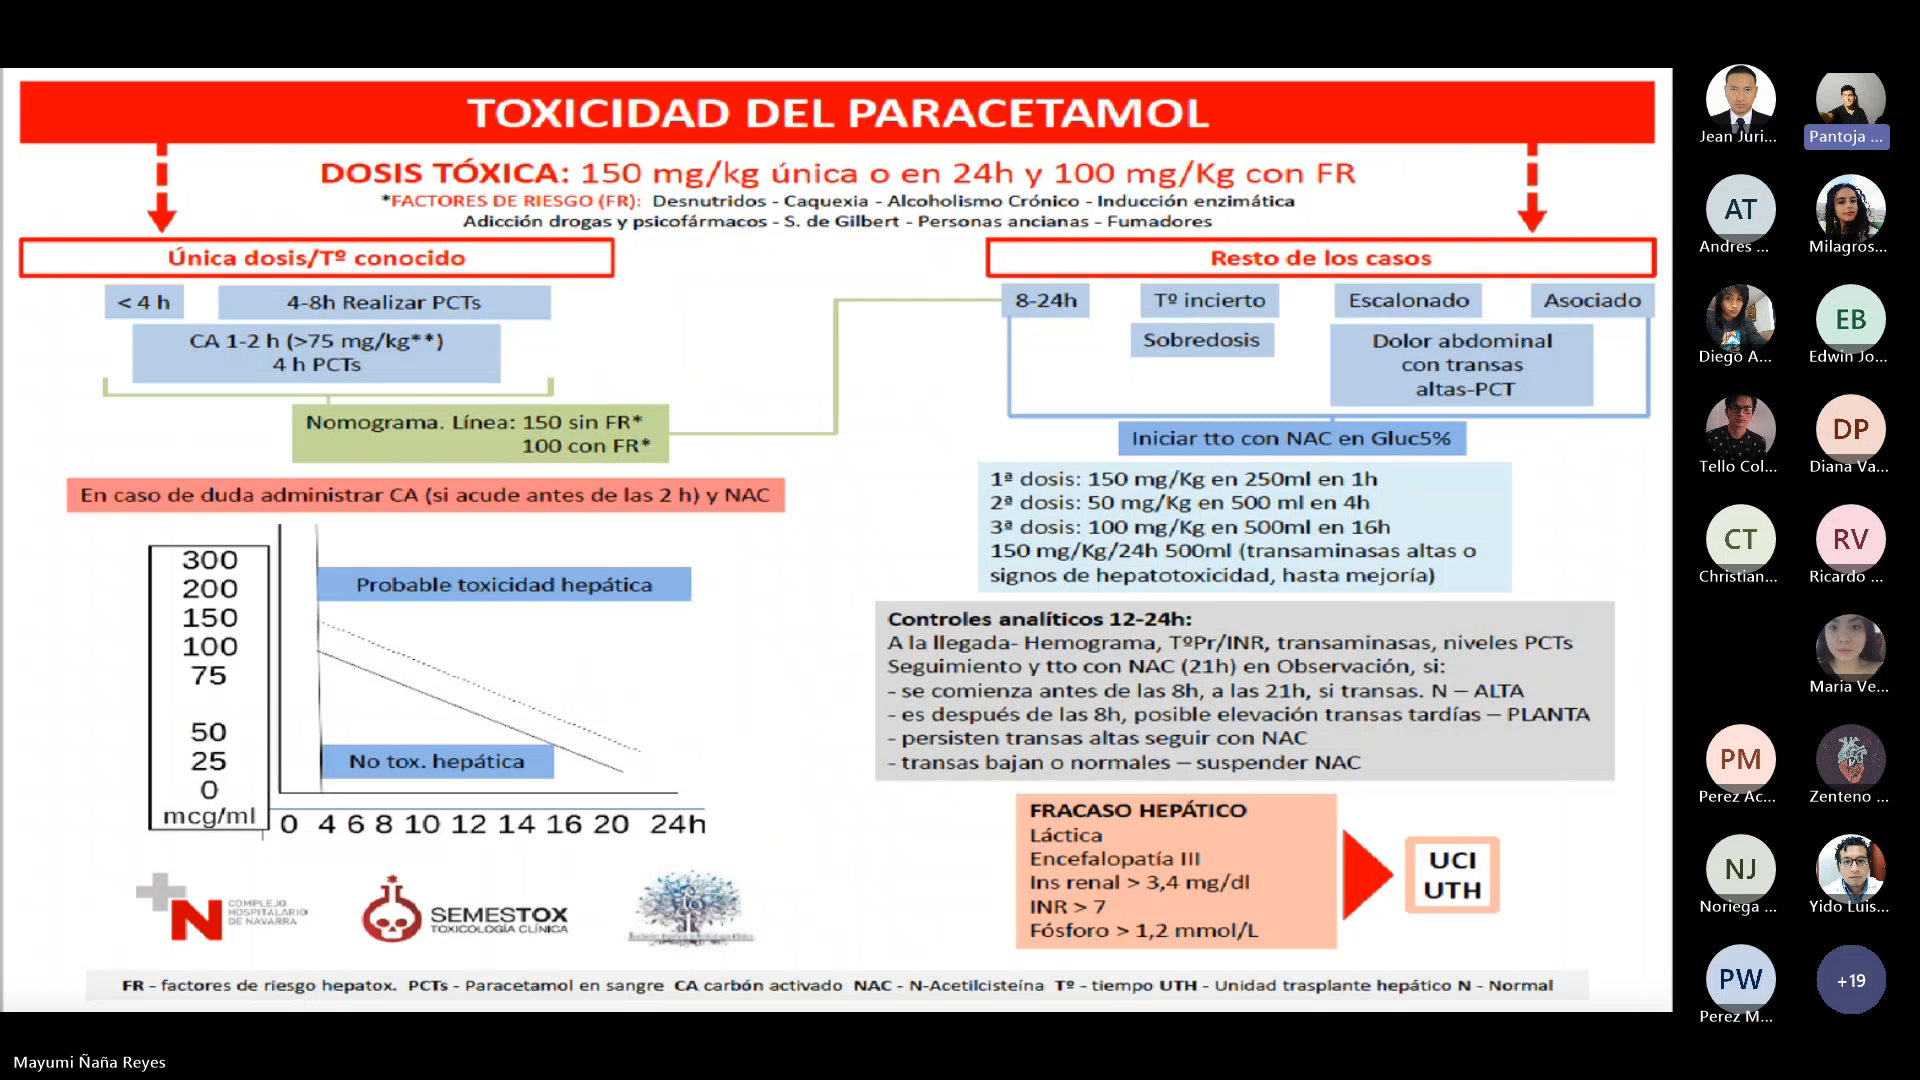 TOXICIDAD DEL PARACETAMOL
DOSIS TÓXICA: 150 mg/kg única o en 24h y 100 mg/Kg con FR
*FACTORES DE RIESGO (FR): Desnutridos - Caquexia - Alcoholismo Crónico - Inducción enzimática
Adicción drogas y psicofármacos - S. de Gilbert - Personas ancianas - Fumadores
Única dosis/Tº conocido
< 4 h
4-8h Realizar PCTs
CA 1-2 h (>75 mg/kg**)
4 h PCTs
Nomograma. Línea: 150 sin FR*
100 con FR*
En caso de duda administrar CA (si acude antes de las 2 h) y NAC
300
200
150
100
75
50
25
0
mcg/ml
Probable toxicidad hepática
No tox. hepática
0 4 6 8 10 12 14 16 20 24h
Resto de los casos
8-24h
Tº incierto
Escalonado
Asociado
Sobredosis
Dolor abdominal
con transas
altas-PCT
Iniciar tto con NAC en Gluc5%
1ª dosis: 150 mg/Kg en 250ml en 1h
2ª dosis: 50 mg/Kg en 500 ml en 4h
3ª dosis: 100 mg/Kg en 500ml en 16h
150 mg/Kg/24h 500ml (transaminasas altas o
signos de hepatotoxicidad, hasta mejoría)
Controles analíticos 12-24h:
A la llegada- Hemograma, TºPr/INR, transaminasas, niveles PCTs
Seguimiento y tto con NAC (21h) en Observación, si:
- se comienza antes de las 8h, a las 21h, si transas. N – ALTA
- es después de las 8h, posible elevación transas tardías – PLANTA
- persisten transas altas seguir con NAC
- transas bajan o normales – suspender NAC
FRACASO HEPÁTICO
Láctica
Encefalopatía III
Ins renal > 3,4 mg/dl
INR > 7
Fósforo > 1,2 mmol/L
UCI
UTH
N
COMPLEJO
HOSPITALARIO
DE NAVARRA
SEMESTOX
TOXICOLOGÍA CLÍNICA
FR - factores de riesgo hepatox. PCTs - Paracetamol en sangre CA carbón activado NAC - N-Acetilcisteína Tº - tiempo UTH - Unidad trasplante hepático N - Normal
Jean Juri...
Pantoja ...
AT
Andres ...
Milagros...
Diego A...
EB
Edwin Jo...
Tello Col...
DP
Diana Va...
CT
Christian...
RV
Ricardo ...
Maria Ve...
PM
Perez Ac...
Zenteno ...
NJ
Noriega ...
Yido Luis...
PW
Perez M...
+19
Mayumi Ñaña Reyes